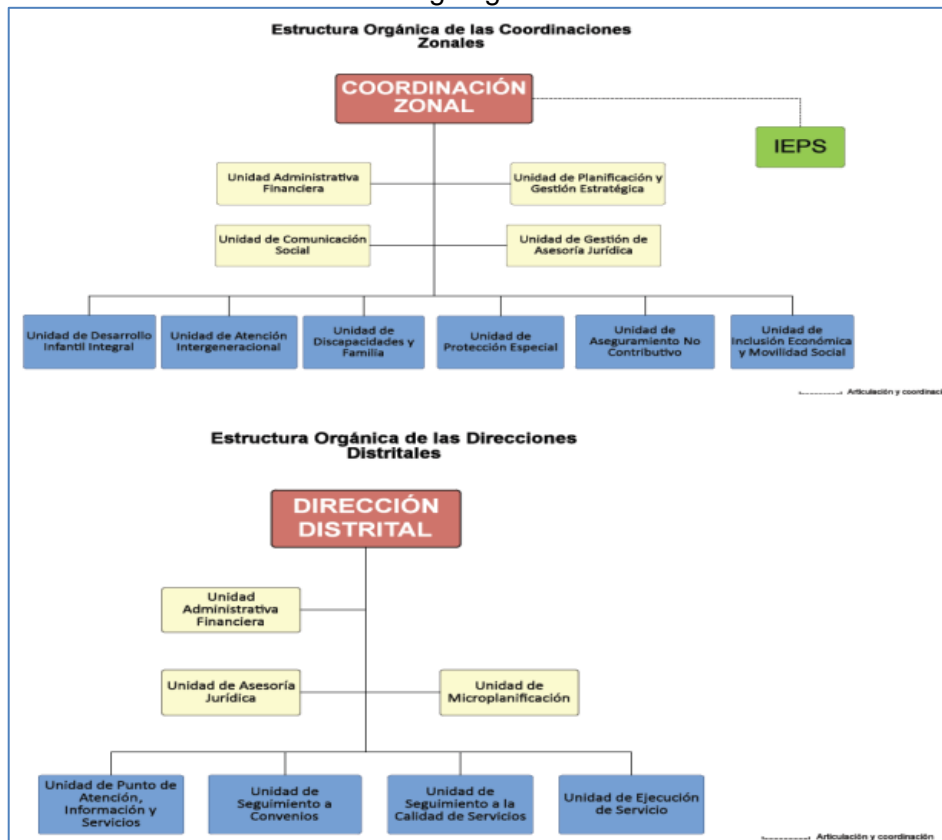 Estructura Orgánica de las Coordinaciones
Zonales
COORDINACIÓN
ZONAL
IEPS
Unidad Administrativa
Financiera
Unidad de Planificación y
Gestión Estratégica
Unidad de Comunicación
Social
Unidad de Gestión de
Asesoría Jurídica
Unidad de Desarrollo
Infantil Integral
Unidad de Atención
Intergeneracional
Unidad de
Discapacidades y
Familia
Unidad de
Protección Especial
Unidad de
Aseguramiento No
Contributivo
Unidad de
Inclusión Económica
y Movilidad Social
Articulación y coordinaci
Estructura Orgánica de las Direcciones
Distritales
DIRECCIÓN
DISTRITAL
Unidad
Administrativa
Financiera
Unidad de Asesoría
Jurídica
Unidad de
Microplanificación
Unidad de Punto de
Atención,
Información y
Servicios
Unidad de
Seguimiento a
Convenios
Unidad de
Seguimiento a la
Calidad de Servicios
Unidad de Ejecución
de Servicio
Articulación y coordinación